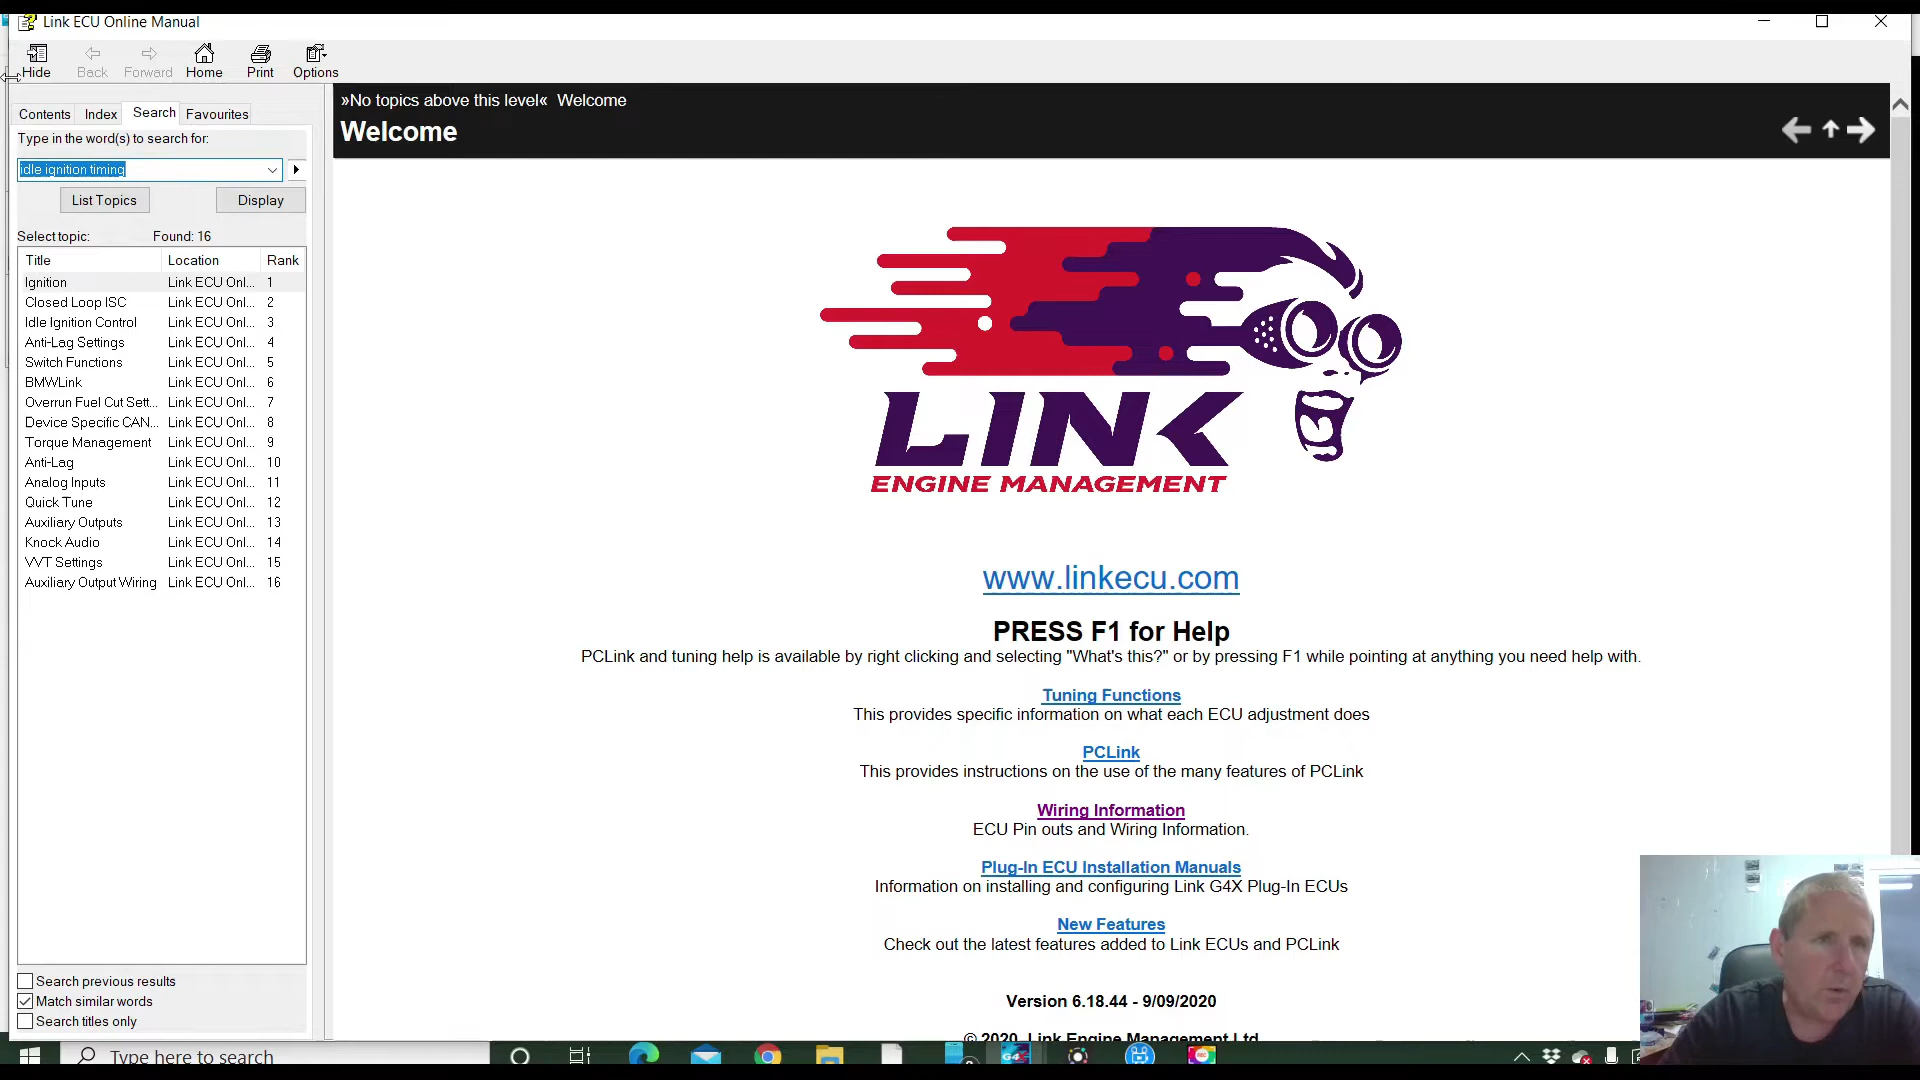 Link ECU Online Manual
Hide Back Forward Home Print Options
Contents Index Search Favourites
Type in the word(s) to search for:
idle ignition timing
List Topics Display
Select topic: Found: 16
Title Location Rank
Ignition Link ECU Onl... 1
Closed Loop ISC Link ECU Onl... 2
Idle Ignition Control Link ECU Onl... 3
Anti-Lag Settings Link ECU Onl... 4
Switch Functions Link ECU Onl... 5
BMWLink Link ECU Onl... 6
Overrun Fuel Cut Sett... Link ECU Onl... 7
Device Specific CAN... Link ECU Onl... 8
Torque Management Link ECU Onl... 9
Anti-Lag Link ECU Onl... 10
Analog Inputs Link ECU Onl... 11
Quick Tune Link ECU Onl... 12
Auxiliary Outputs Link ECU Onl... 13
Knock Audio Link ECU Onl... 14
VVT Settings Link ECU Onl... 15
Auxiliary Output Wiring Link ECU Onl... 16
Search previous results
Match similar words
Search titles only
»No topics above this level« Welcome
Welcome
LINK
ENGINE MANAGEMENT
www.linkecu.com
PRESS F1 for Help
PCLink and tuning help is available by right clicking and selecting "What's this?" or by pressing F1 while pointing at anything you need help with.
Tuning Functions
This provides specific information on what each ECU adjustment does
PCLink
This provides instructions on the use of the many features of PCLink
Wiring Information
ECU Pin outs and Wiring Information.
Plug-In ECU Installation Manuals
Information on installing and configuring Link G4X Plug-In ECUs
New Features
Check out the latest features added to Link ECUs and PCLink
Version 6.18.44 - 9/09/2020
© 2020 Link Engine Management Ltd
Type here to search
G4